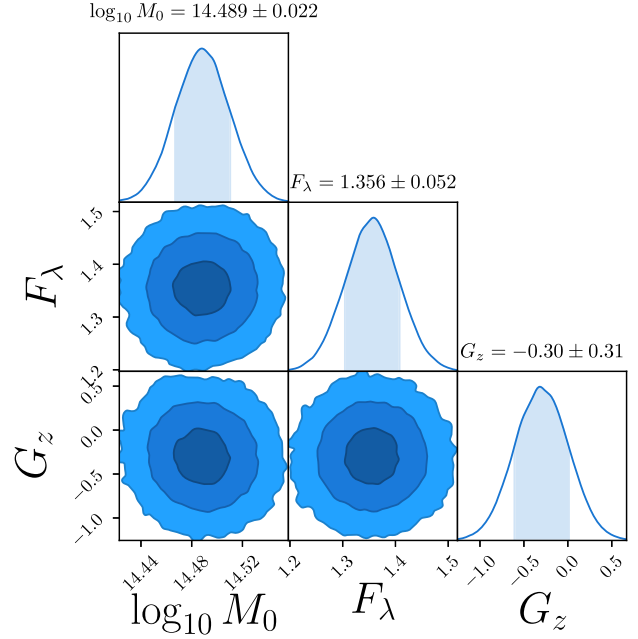 log₁₀ M₀ = 14.489 ± 0.022
F_λ = 1.356 ± 0.052
G_z = −0.30 ± 0.31
F_λ
1.5
1.4
1.3
1.2
G_z
0.5
0.0
−0.5
−1.0
14.44 14.48 14.52 1.2 1.3 1.4 1.5 −1.0 −0.5 0.0 0.5
log₁₀ M₀ F_λ G_z